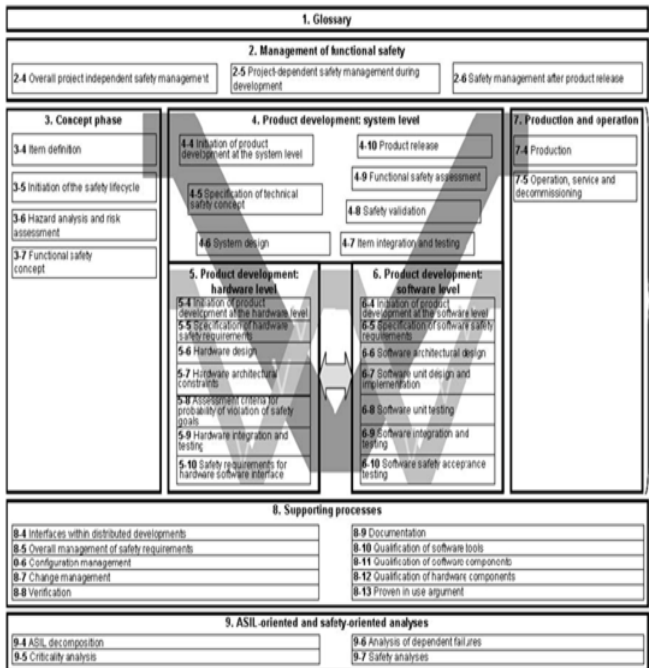 1. Glossary
2. Management of functional safety
2-4 Overall project independent safety management
2-5 Project-dependent safety management during
development
2-6 Safety management after product release
3. Concept phase
3-4 Item definition
3-5 Initiation of the safety lifecycle
3-6 Hazard analysis and risk
assessment
3-7 Functional safety
concept
4. Product development: system level
4-4 Initiation of product
development at the system level
4-5 Specification of technical
safety concept
4-6 System design
4-10 Product release
4-9 Functional safety assessment
4-8 Safety validation
4-7 Item integration and testing
7. Production and operation
7-4 Production
7-5 Operation, service and
decommissioning
5. Product development:
hardware level
5-4 Initiation of product
development at the hardware level
5-5 Specification of hardware
safety requirements
5-6 Hardware design
5-7 Hardware architectural
constraints
5-8 Assessment criteria for
probability of violation of safety
goals
5-9 Hardware integration and
testing
5-10 Safety requirements for
hardware software interface
6. Product development:
software level
6-4 Initiation of product
development at the software level
6-5 Specification of software safety
requirements
6-6 Software architectural design
6-7 Software unit design and
implementation
6-8 Software unit testing
6-9 Software integration and
testing
6-10 Software safety acceptance
testing
8. Supporting processes
8-4 Interfaces within distributed developments
8-5 Overall management of safety requirements
8-6 Configuration management
8-7 Change management
8-8 Verification
8-9 Documentation
8-10 Qualification of software tools
8-11 Qualification of software components
8-12 Qualification of hardware components
8-13 Proven in use argument
9. ASIL-oriented and safety-oriented analyses
9-4 ASIL decomposition
9-5 Criticality analysis
9-6 Analysis of dependent failures
9-7 Safety analyses